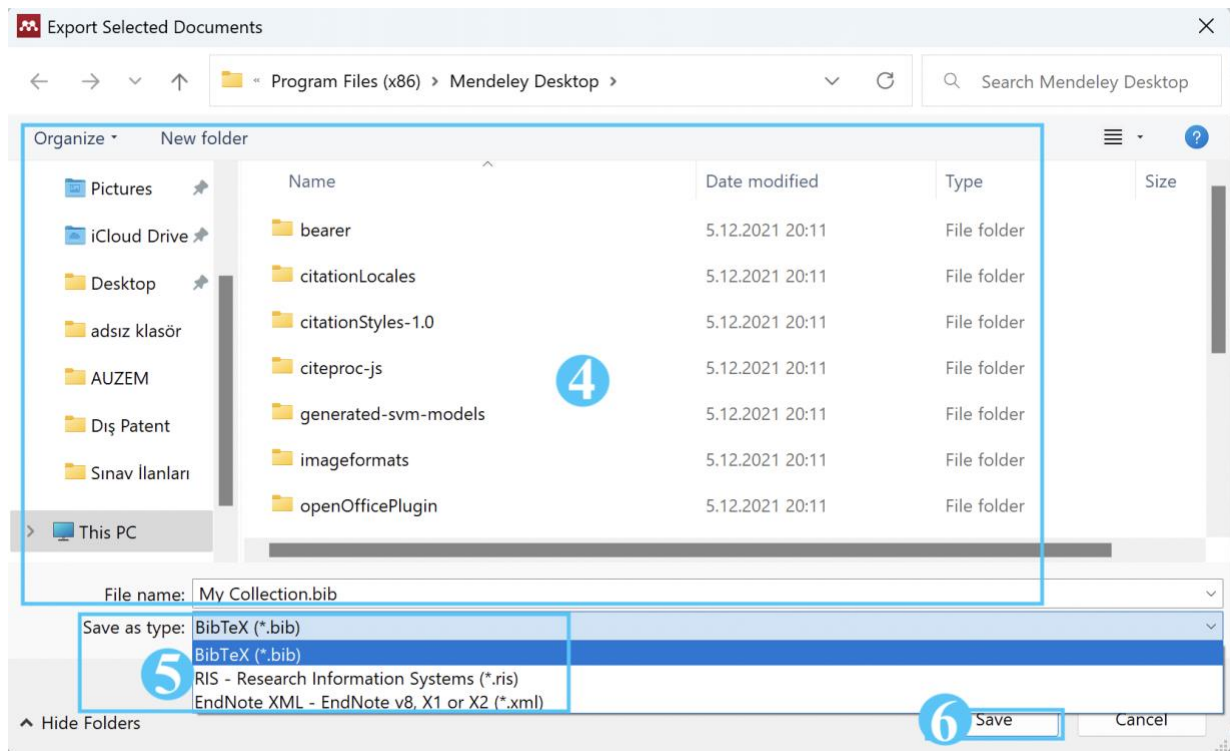 Export Selected Documents
« Program Files (x86) > Mendeley Desktop >
Search Mendeley Desktop
Organize
New folder
Name Date modified Type Size
Pictures
iCloud Drive
Desktop
adsız klasör
AUZEM
Dış Patent
Sınav İlanları
This PC
bearer 5.12.2021 20:11 File folder
citationLocales 5.12.2021 20:11 File folder
citationStyles-1.0 5.12.2021 20:11 File folder
citeproc-js 5.12.2021 20:11 File folder
generated-svm-models 5.12.2021 20:11 File folder
imageformats 5.12.2021 20:11 File folder
openOfficePlugin 5.12.2021 20:11 File folder
4
File name: My Collection.bib
Save as type: BibTeX (*.bib)
BibTeX (*.bib)
5
RIS - Research Information Systems (*.ris)
EndNote XML - EndNote v8, X1 or X2 (*.xml)
Hide Folders
6
Save
Cancel